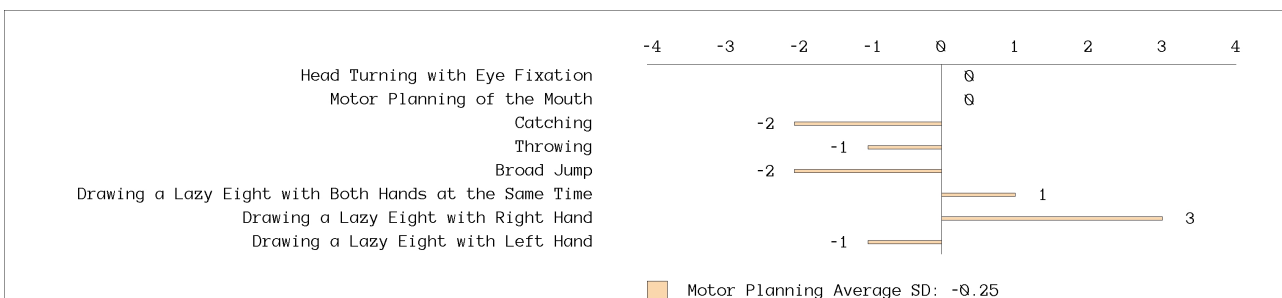 -4 -3 -2 -1 0 1 2 3 4
Head Turning with Eye Fixation 0
Motor Planning of the Mouth 0
Catching -2
Throwing -1
Broad Jump -2
Drawing a Lazy Eight with Both Hands at the Same Time 1
Drawing a Lazy Eight with Right Hand 3
Drawing a Lazy Eight with Left Hand -1
Motor Planning Average SD: -0.25